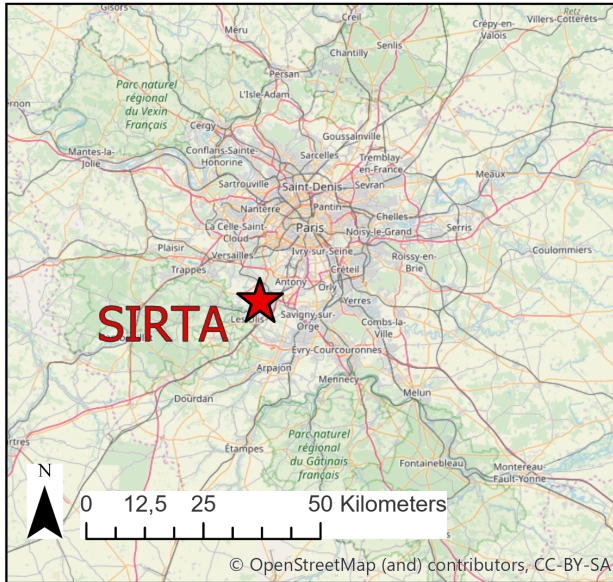 Gisors
Méru
Creil
Crépy-en-
Valois
Retz
Villers-Cotterêts
Senlis
Chantilly
Persan
Parc naturel
régional
du Vexin
Français
L'Isle-Adam
Cergy
Goussainville
Mantes-la-
Jolie
Conflans-Sainte-
Honorine
Sarcelles
Tremblay-
en-France
Meaux
Sartrouville
Saint-Denis
Sevran
Nanterre
Pantin
Chelles
La Celle-Saint-
Cloud
Paris
Noisy-le-Grand
Serris
Plaisir
Versailles
Ivry-sur-Seine
Roissy-en-
Brie
Coulommiers
Trappes
Créteil
Antony
Orly
Yerres
SIRTA
Savigny-sur-
Orge
Combs-la-
Ville
Évry-Courcouronnes
Arpajon
Mennecy
Melun
Dourdan
Étampes
Parc naturel
régional
du Gâtinais
français
Fontainebleau
Montereau-
Fault-Yonne
N
0 12,5 25 50 Kilometers
© OpenStreetMap (and) contributors, CC-BY-SA